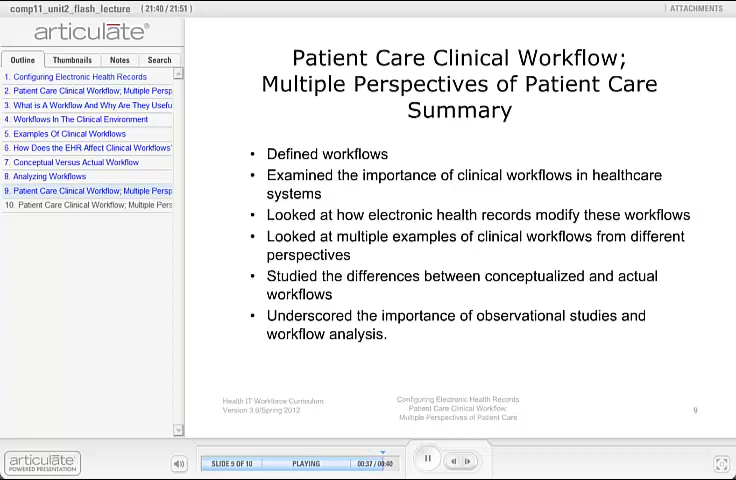 comp11_unit2_flash_lecture (21:40 / 21:51)
ATTACHMENTS
articulate®
Outline Thumbnails Notes Search
1. Configuring Electronic Health Records
2. Patient Care Clinical Workflow; Multiple Persp
3. What is A Workflow And Why Are They Usefu
4. Workflows In The Clinical Environment
5. Examples Of Clinical Workflows
6. How Does the EHR Affect Clinical Workflows?
7. Conceptual Versus Actual Workflow
8. Analyzing Workflows
9. Patient Care Clinical Workflow; Multiple Persp
10. Patient Care Clinical Workflow; Multiple Pers
Patient Care Clinical Workflow;
Multiple Perspectives of Patient Care
Summary
• Defined workflows
• Examined the importance of clinical workflows in healthcare
systems
• Looked at how electronic health records modify these workflows
• Looked at multiple examples of clinical workflows from different
perspectives
• Studied the differences between conceptualized and actual
workflows
• Underscored the importance of observational studies and
workflow analysis.
Health IT Workforce Curriculum
Version 3.0/Spring 2012
Configuring Electronic Health Records
Patient Care Clinical Workflow;
Multiple Perspectives of Patient Care
9
articulate®
POWERED PRESENTATION
SLIDE 9 OF 10 PLAYING 00:37 / 00:40